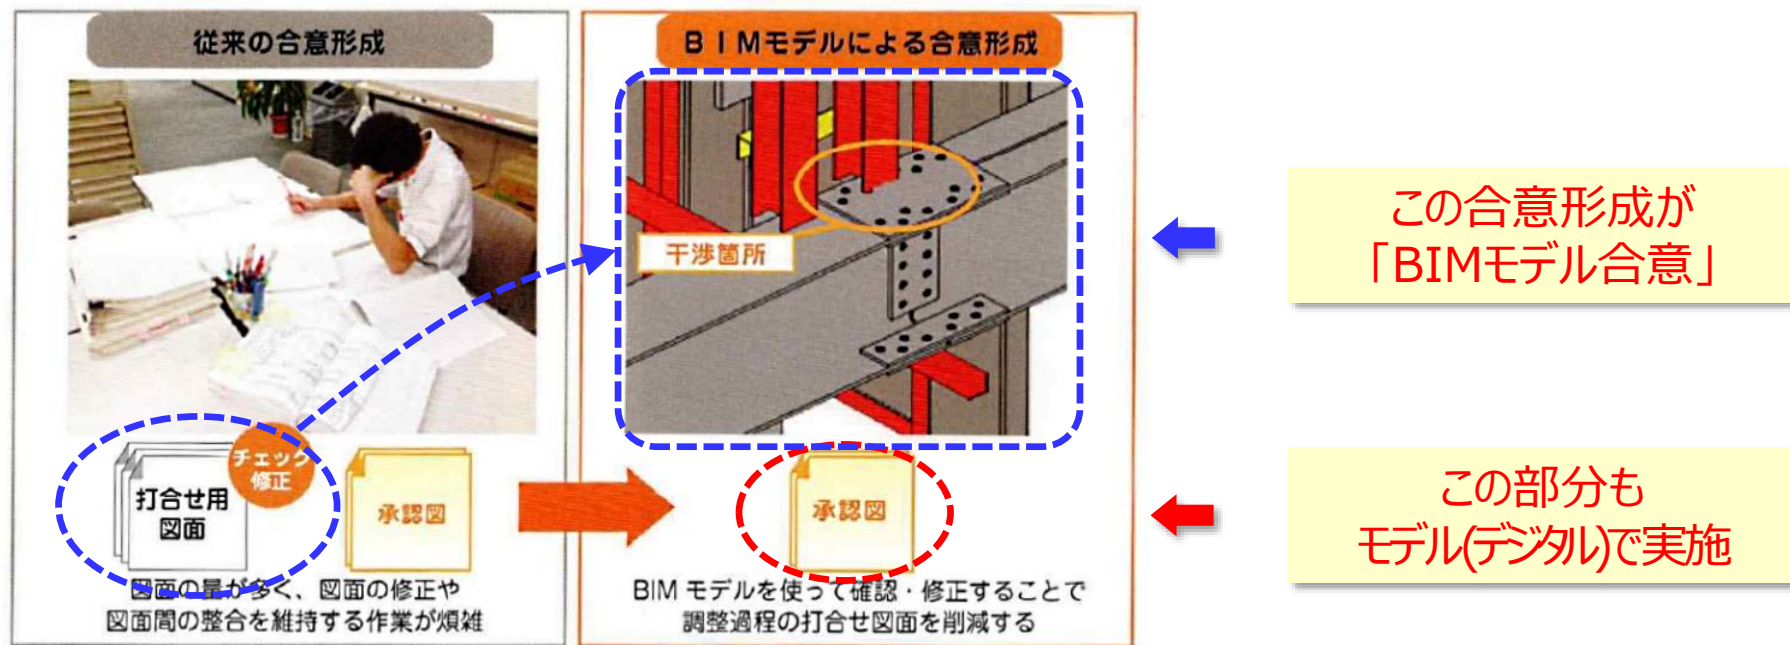 従来の合意形成
チェック
修正
打合せ用
図面
承認図
図面の量が多く、図面の修正や
図面間の整合を維持する作業が煩雑
BIMモデルによる合意形成
干渉箇所
承認図
BIM モデルを使って確認・修正することで
調整過程の打合せ図面を削減する
この合意形成が
「BIMモデル合意」
この部分も
モデル(デジタル)で実施